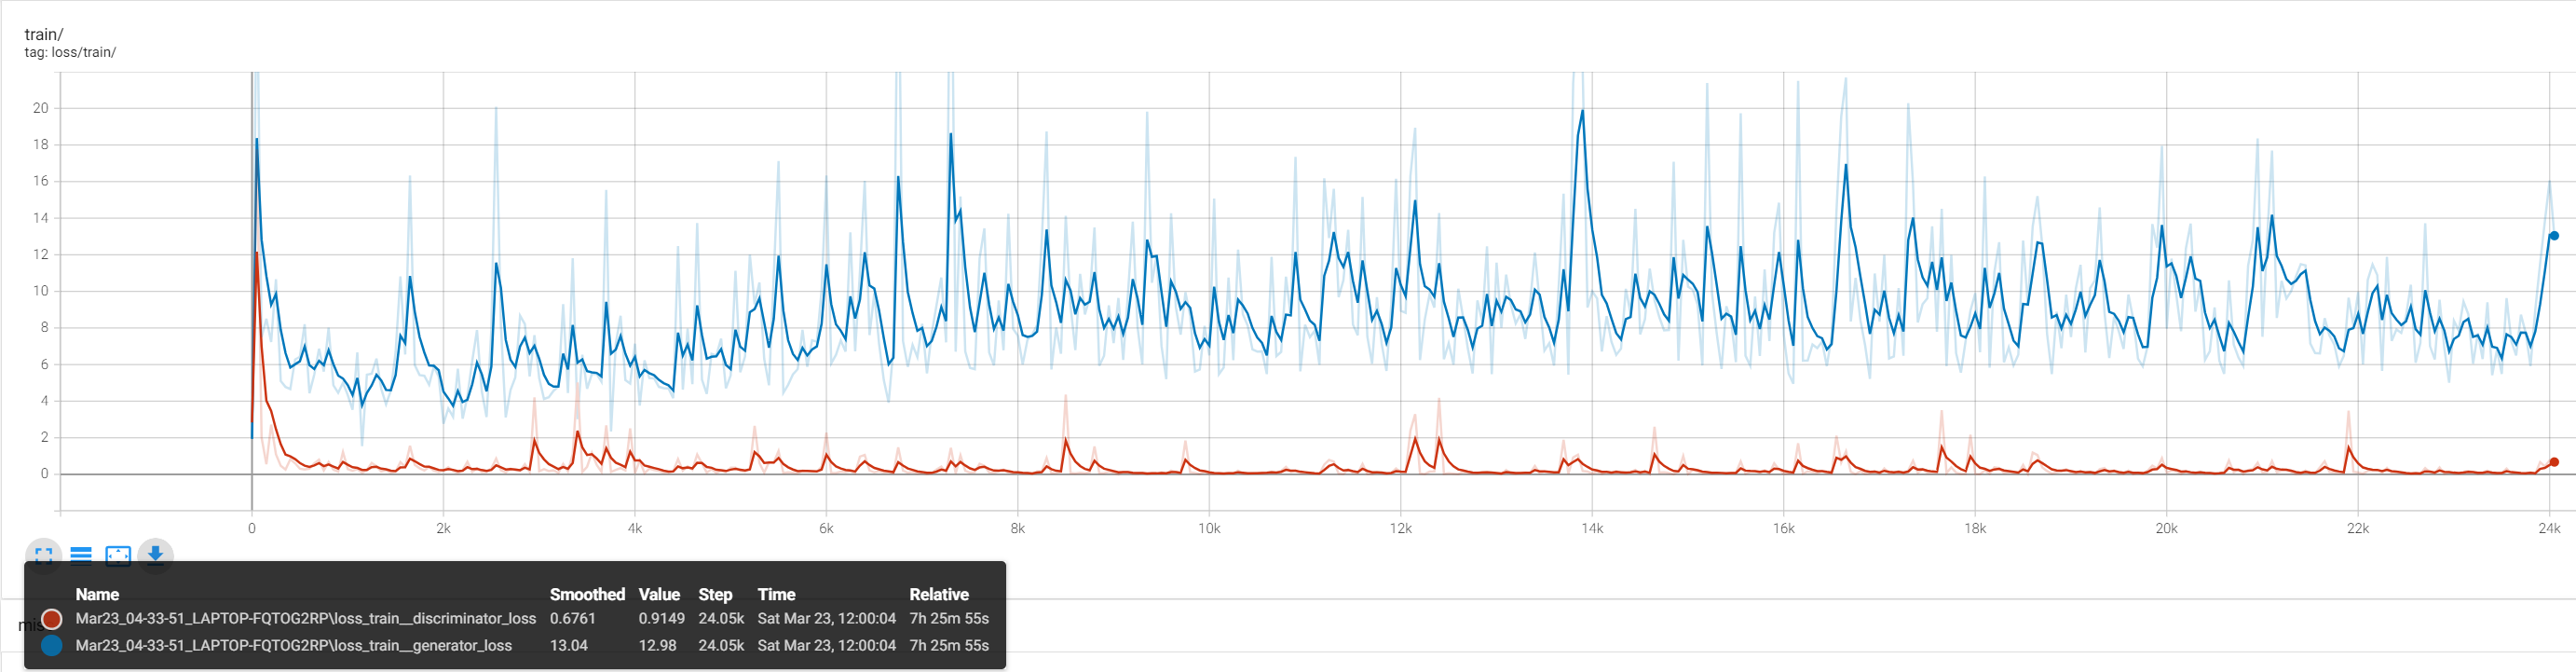 train/
tag: loss/train/
20
18
16
14
12
10
8
6
4
2
0
0 2k 4k 6k 8k 10k 12k 14k 16k 18k 20k 22k 24k
Name Smoothed Value Step Time Relative
Mar23_04-33-51_LAPTOP-FQTOG2RP\loss_train__discriminator_loss 0.6761 0.9149 24.05k Sat Mar 23, 12:00:04 7h 25m 55s
Mar23_04-33-51_LAPTOP-FQTOG2RP\loss_train__generator_loss 13.04 12.98 24.05k Sat Mar 23, 12:00:04 7h 25m 55s